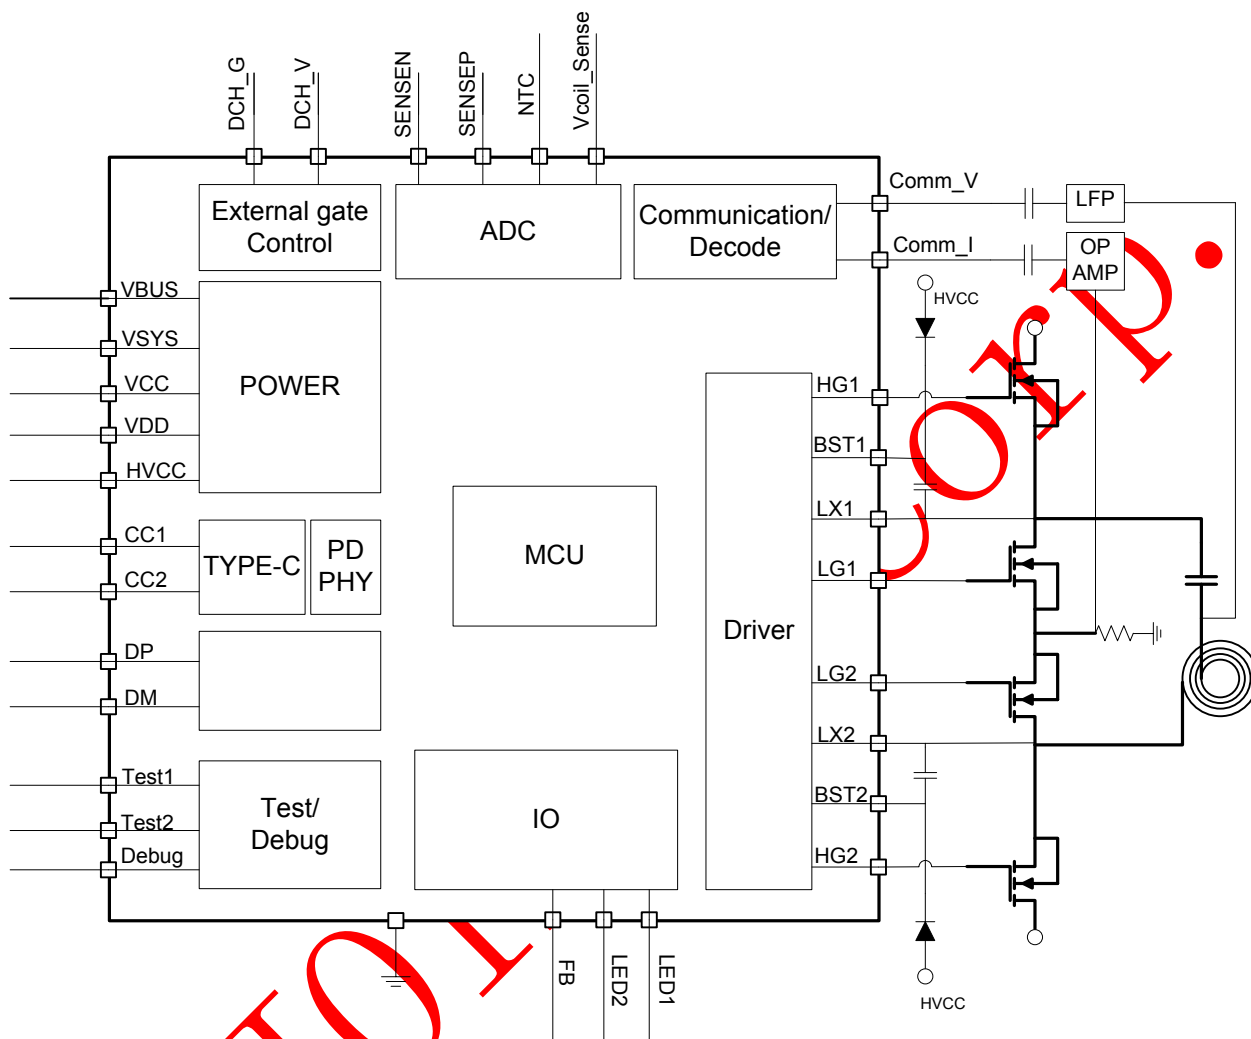 DCH_G
DCH_V
SENSEN
SENSEP
NTC
Vcoil_Sense
External gate
Control
ADC
Communication/
Decode
Comm_V
LFP
Comm_I
OP
AMP
HVCC
VBUS
VSYS
VCC
VDD
HVCC
POWER
CC1
CC2
TYPE-C
PD
PHY
MCU
DP
DM
Test1
Test2
Debug
Test/
Debug
IO
Driver
HG1
BST1
LX1
LG1
LG2
LX2
BST2
HG2
HVCC
FB
LED2
LED1
Corp.